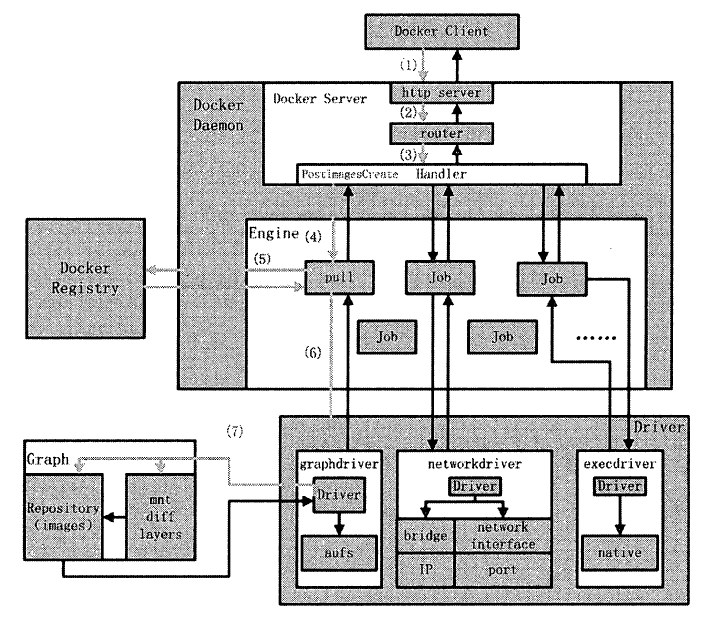 Docker Client
(1)
Docker
Daemon
Docker Server
http server
(2)
router
(3)
PostImagesCreate
Handler
Engine
(4)
(5)
Docker
Registry
pull
Job
Job
(6)
Job
Job
......
(7)
Driver
Graph
Repository
(images)
mnt
diff
layers
graphdriver
Driver
aufs
networkdriver
Driver
bridge
network
interface
IP
port
execdriver
Driver
native